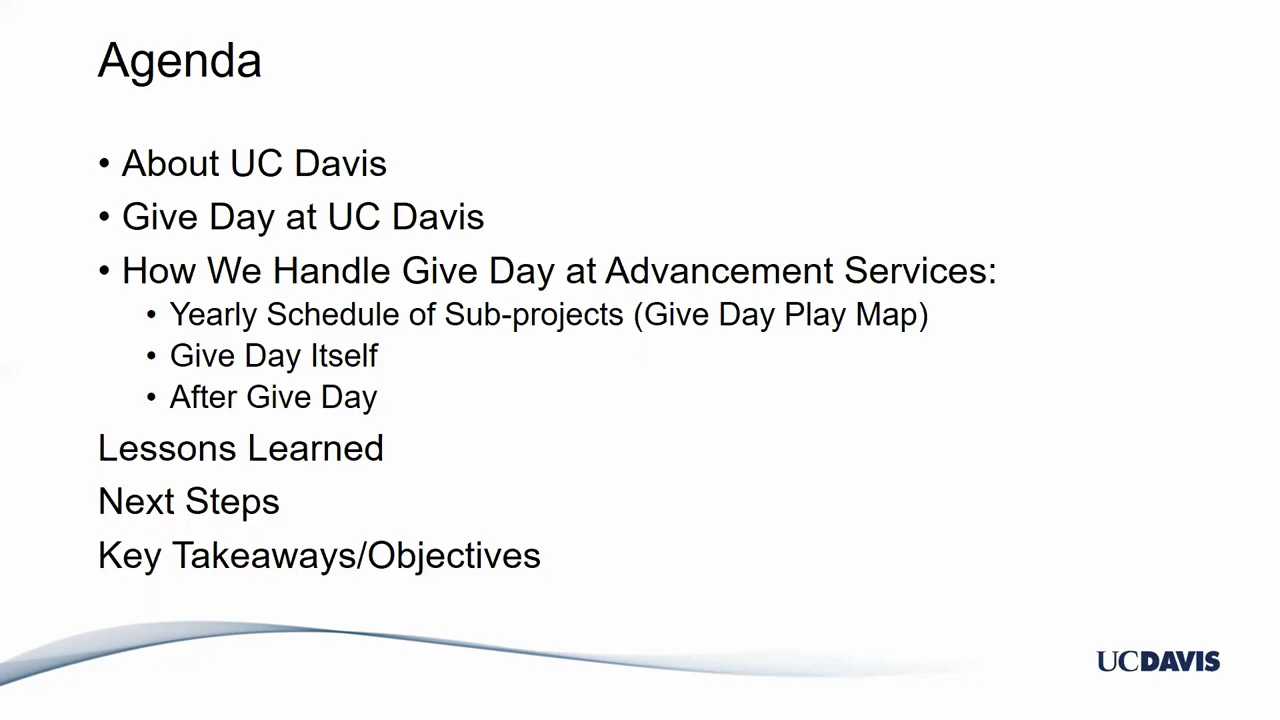 Agenda
• About UC Davis
• Give Day at UC Davis
• How We Handle Give Day at Advancement Services:
• Yearly Schedule of Sub-projects (Give Day Play Map)
• Give Day Itself
• After Give Day
Lessons Learned
Next Steps
Key Takeaways/Objectives
UCDAVIS